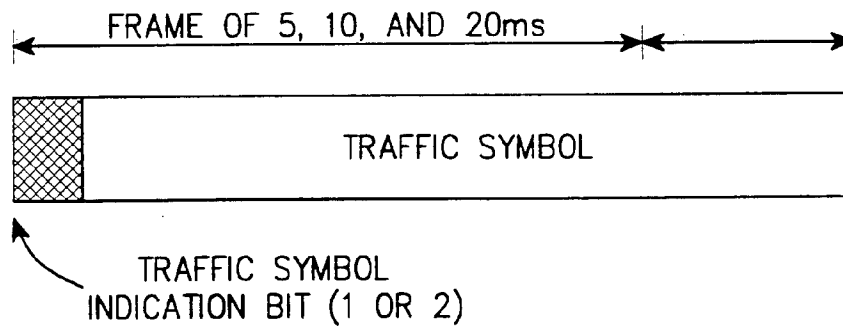 FRAME OF 5, 10, AND 20ms
TRAFFIC SYMBOL
TRAFFIC SYMBOL
INDICATION BIT (1 OR 2)